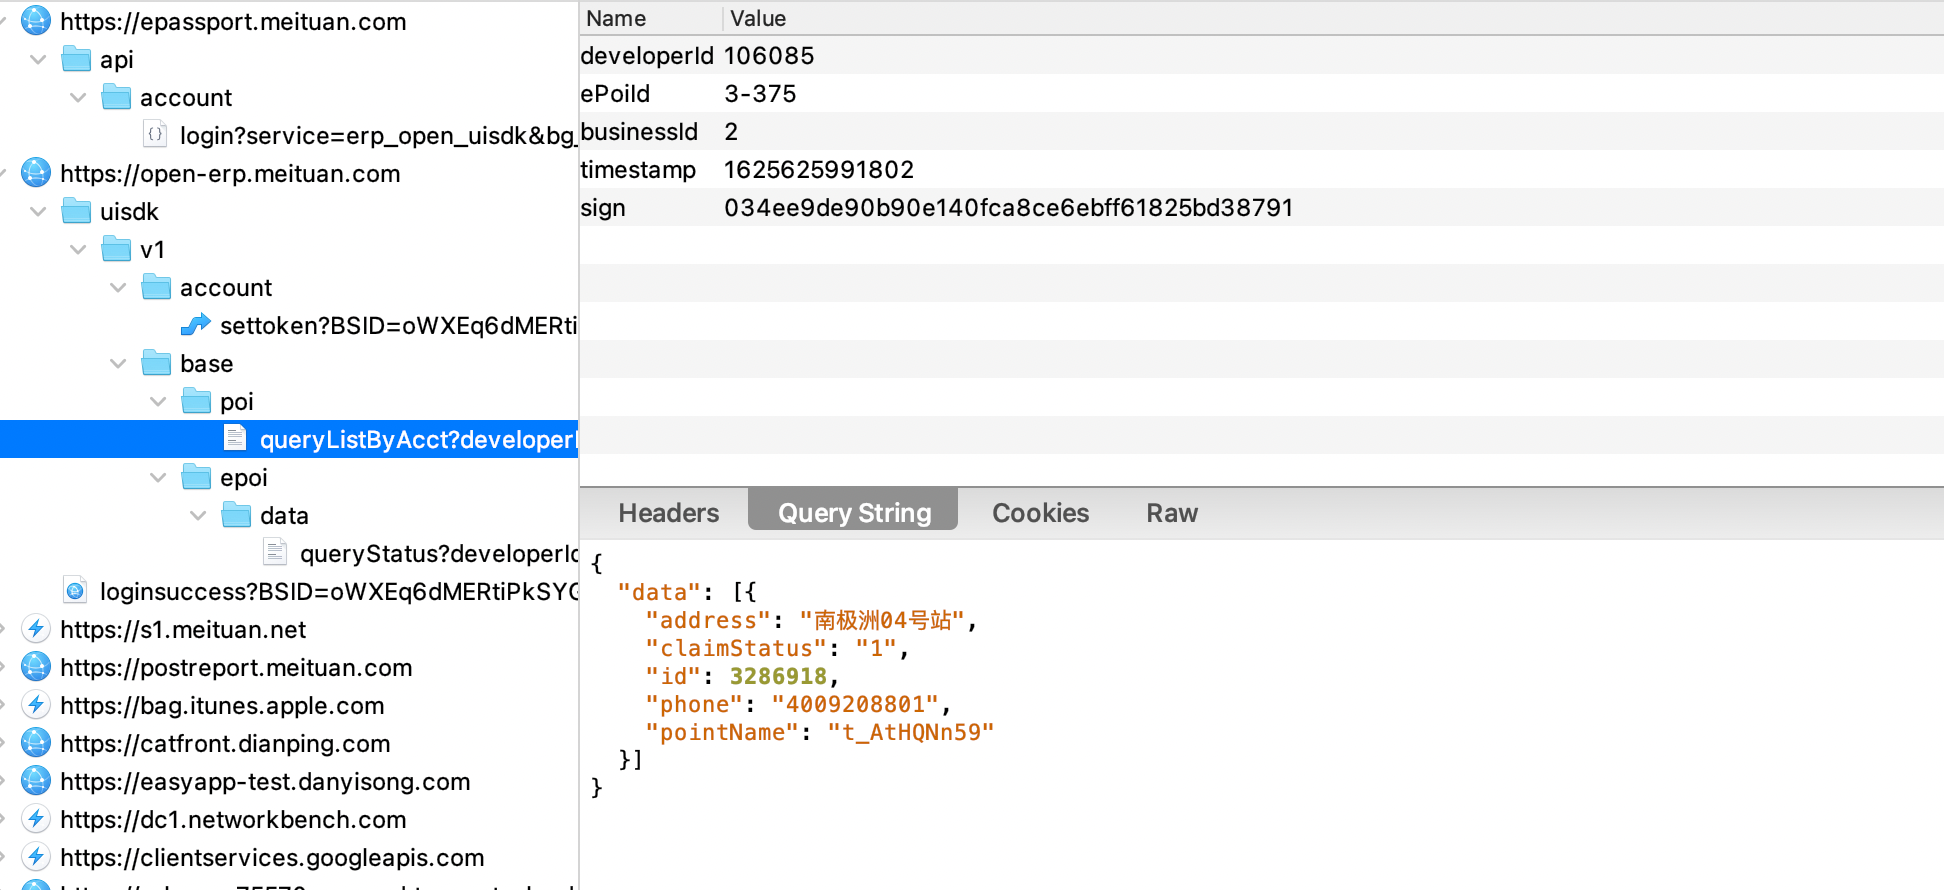 https://epassport.meituan.com
api
account
login?service=erp_open_uisdk&bg_
https://open-erp.meituan.com
uisdk
v1
account
settoken?BSID=oWXEq6dMERti
base
poi
queryListByAcct?developerI
epoi
data
queryStatus?developerId
loginsuccess?BSID=oWXEq6dMERtiPkSYG
https://s1.meituan.net
https://postreport.meituan.com
https://bag.itunes.apple.com
https://catfront.dianping.com
https://easyapp-test.danyisong.com
https://dc1.networkbench.com
https://clientservices.googleapis.com
Name Value
developerId 106085
ePoiId 3-375
businessId 2
timestamp 1625625991802
sign 034ee9de90b90e140fca8ce6ebff61825bd38791
Headers Query String Cookies Raw
{
"data": [{
"address": "南极洲04号站",
"claimStatus": "1",
"id": 3286918,
"phone": "4009208801",
"pointName": "t_AtHQNn59"
}]
}